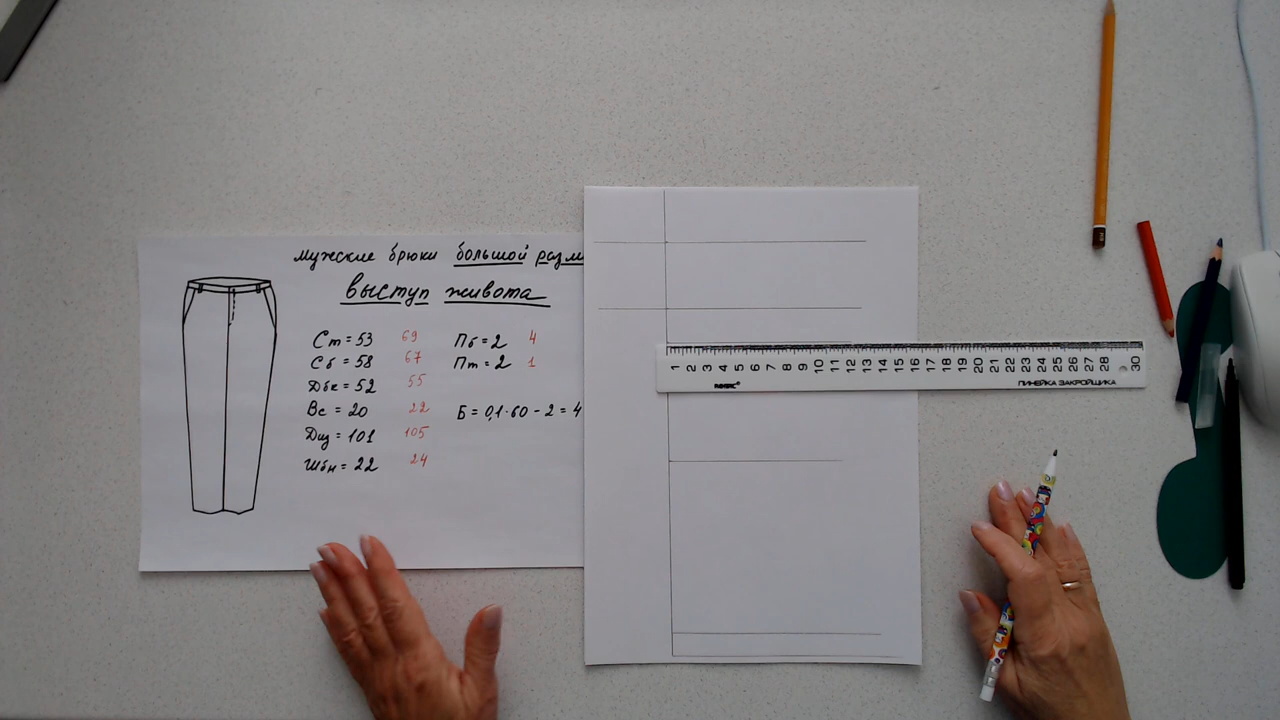 мужские брюки большой разм
выступ живота
Ст = 53 69 Пб = 2 4
Сб = 58 67 Пт = 2 1
Дбк = 52 55
Вс = 20 22 Б = 0,1·60 - 2 = 4
Диз = 101 105
Шбн = 22 24
1 2 3 4 5 6 7 8 9 10 11 12 13 14 15 16 17 18 19 20 21 22 23 24 25 26 27 28 30
ЛИНЕЙКА ЗАКРОЙЩИКА